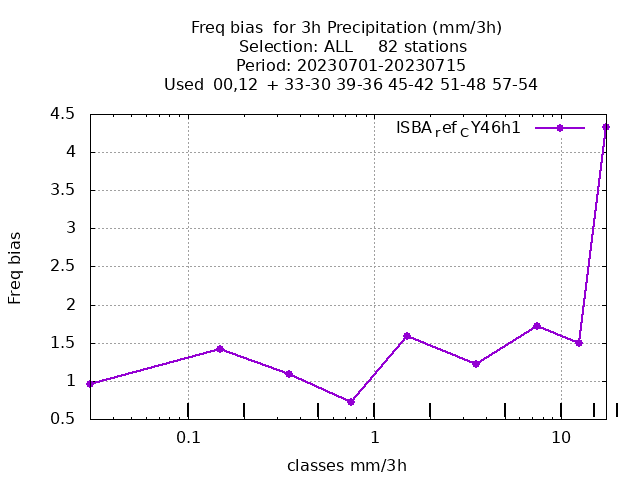 Freq bias  for 3h Precipitation (mm/3h)
Selection: ALL     82 stations
Period: 20230701-20230715
Used  00,12  + 33-30 39-36 45-42 51-48 57-54
ISBAref CY46h1
4.5
4
3.5
3
2.5
2
1.5
1
0.5
Freq bias
0.1 1 10
classes mm/3h